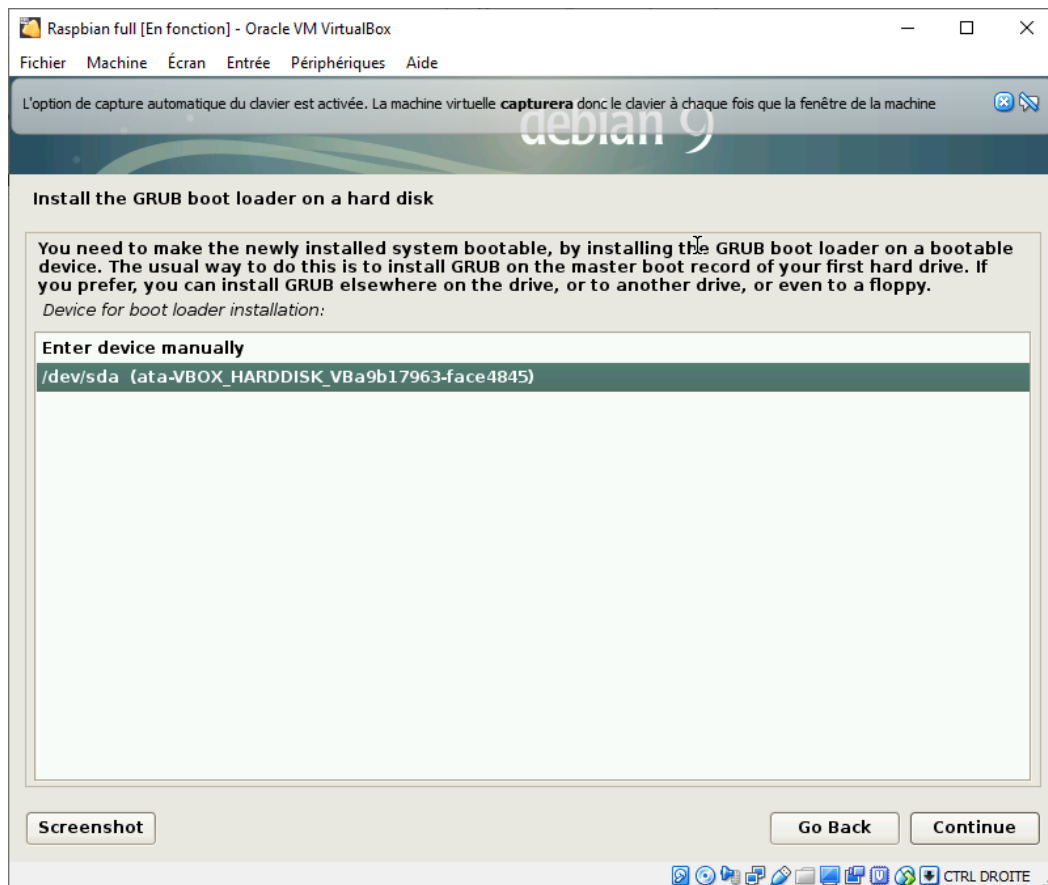 Raspbian full [En fonction] - Oracle VM VirtualBox
Fichier Machine Écran Entrée Périphériques Aide
L'option de capture automatique du clavier est activée. La machine virtuelle capturera donc le clavier à chaque fois que la fenêtre de la machine
debian 9
Install the GRUB boot loader on a hard disk
You need to make the newly installed system bootable, by installing the GRUB boot loader on a bootable
device. The usual way to do this is to install GRUB on the master boot record of your first hard drive. If
you prefer, you can install GRUB elsewhere on the drive, or to another drive, or even to a floppy.
Device for boot loader installation:
Enter device manually
/dev/sda (ata-VBOX_HARDDISK_VBa9b17963-face4845)
Screenshot
Go Back
Continue
CTRL DROITE